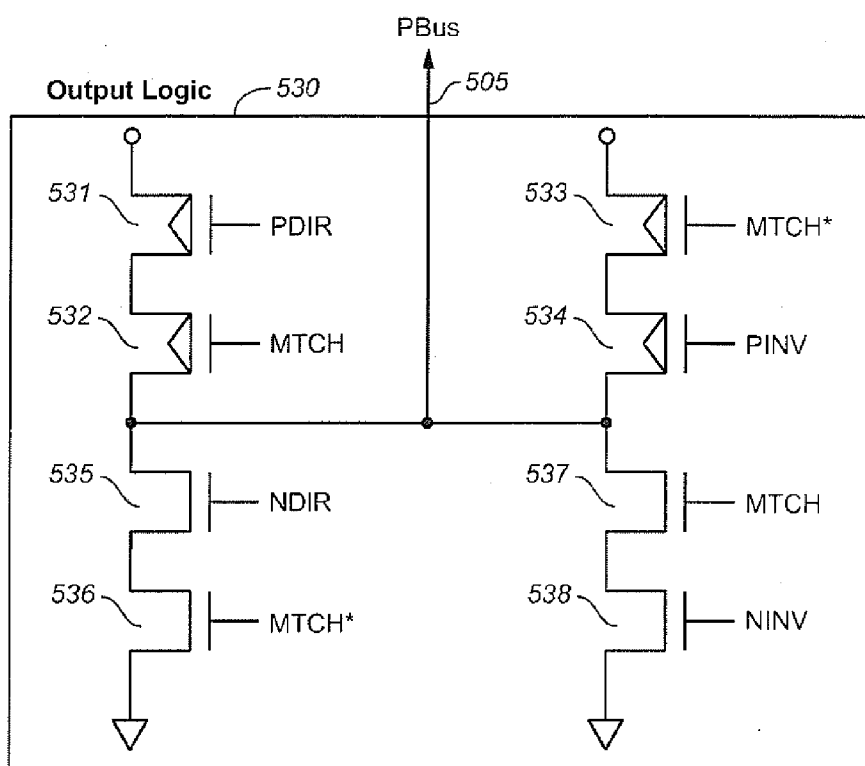 PBus
505
Output Logic
530
531
PDIR
533
MTCH*
532
MTCH
534
PINV
535
NDIR
537
MTCH
536
MTCH*
538
NINV